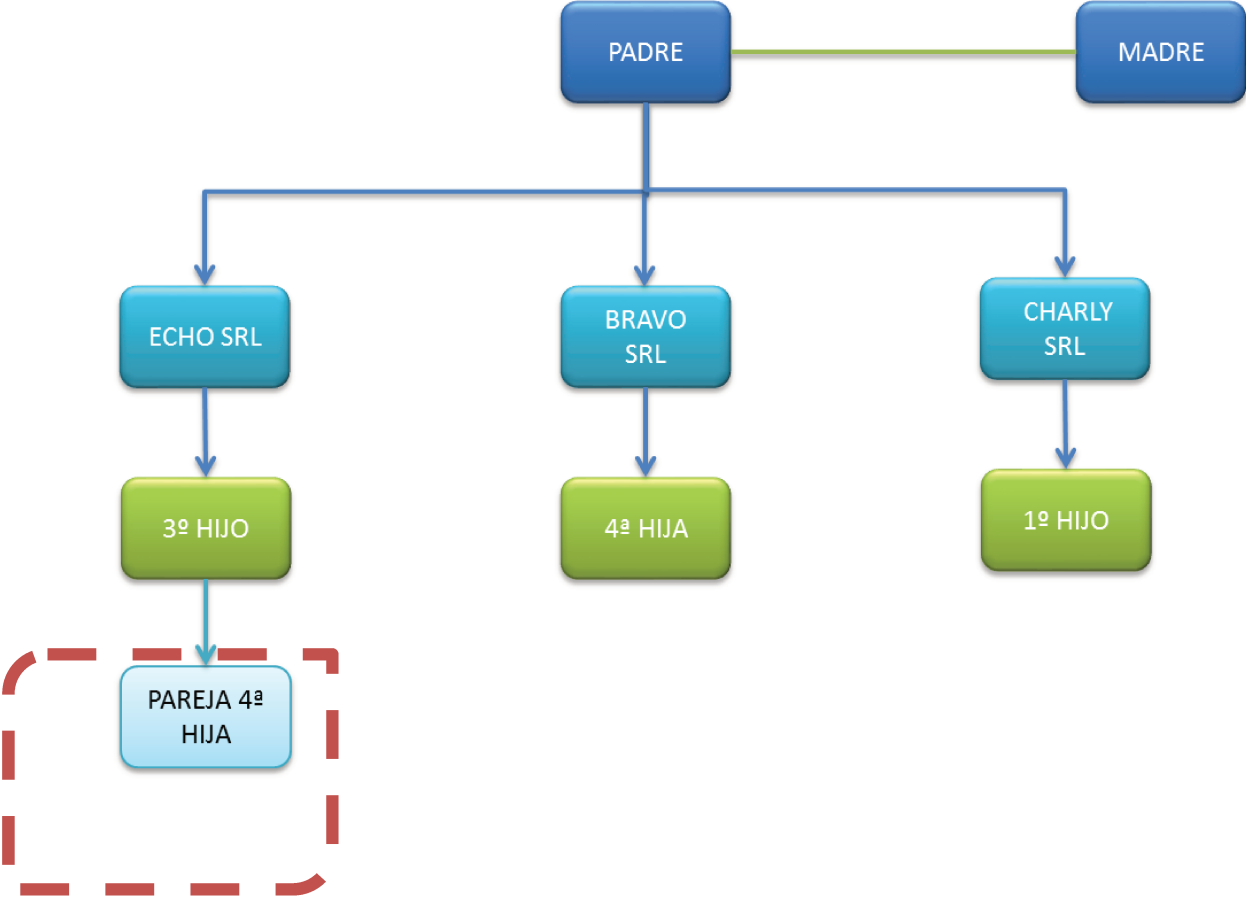 PADRE
MADRE
ECHO SRL
BRAVO
SRL
CHARLY
SRL
3º HIJO
4ª HIJA
1º HIJO
PAREJA 4ª
HIJA